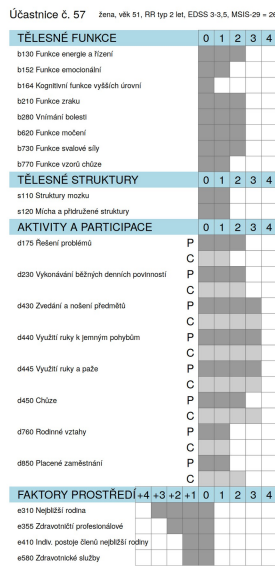 Účastnice č. 57 žena, věk 51, RR typ 2 let, EDSS 3-3,5, MSIS-29 = 26
TĚLESNÉ FUNKCE 0 1 2 3 4
b130 Funkce energie a řízení
b152 Funkce emocionální
b164 Kognitivní funkce vyšších úrovní
b210 Funkce zraku
b280 Vnímání bolesti
b620 Funkce močení
b730 Funkce svalové síly
b770 Funkce vzorů chůze
TĚLESNÉ STRUKTURY 0 1 2 3 4
s110 Struktury mozku
s120 Mícha a přidružené struktury
AKTIVITY A PARTICIPACE 0 1 2 3 4
d175 Řešení problémů P
C
d230 Vykonávání běžných denních povinností P
C
d430 Zvedání a nošení předmětů P
C
d440 Využití ruky k jemným pohybům P
C
d445 Využití ruky a paže P
C
d450 Chůze P
C
d760 Rodinné vztahy P
C
d850 Placené zaměstnání P
C
FAKTORY PROSTŘEDÍ +4 +3 +2 +1 0 1 2 3 4
e310 Nejbližší rodina
e355 Zdravotničtí profesionálové
e410 Indiv. postoje členů nejbližší rodiny
e580 Zdravotnické služby